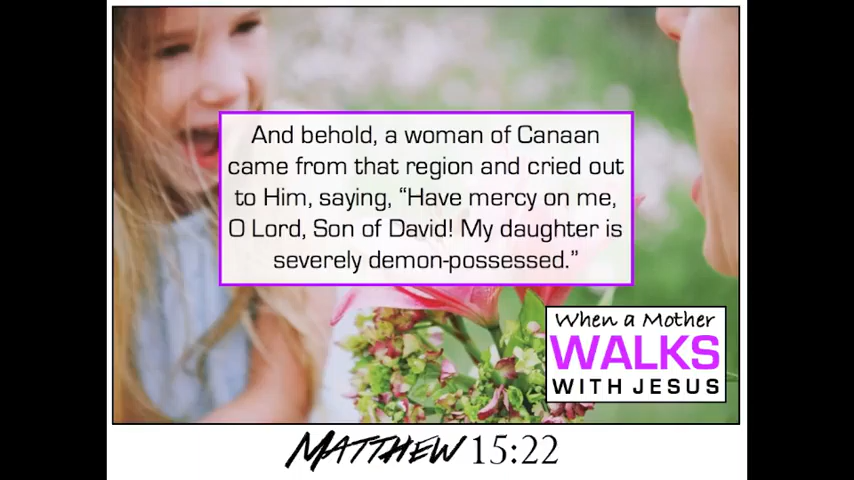 And behold, a woman of Canaan
came from that region and cried out
to Him, saying, “Have mercy on me,
O Lord, Son of David! My daughter is
severely demon-possessed.”
When a Mother
WALKS
WITH JESUS
MATTHEW 15:22